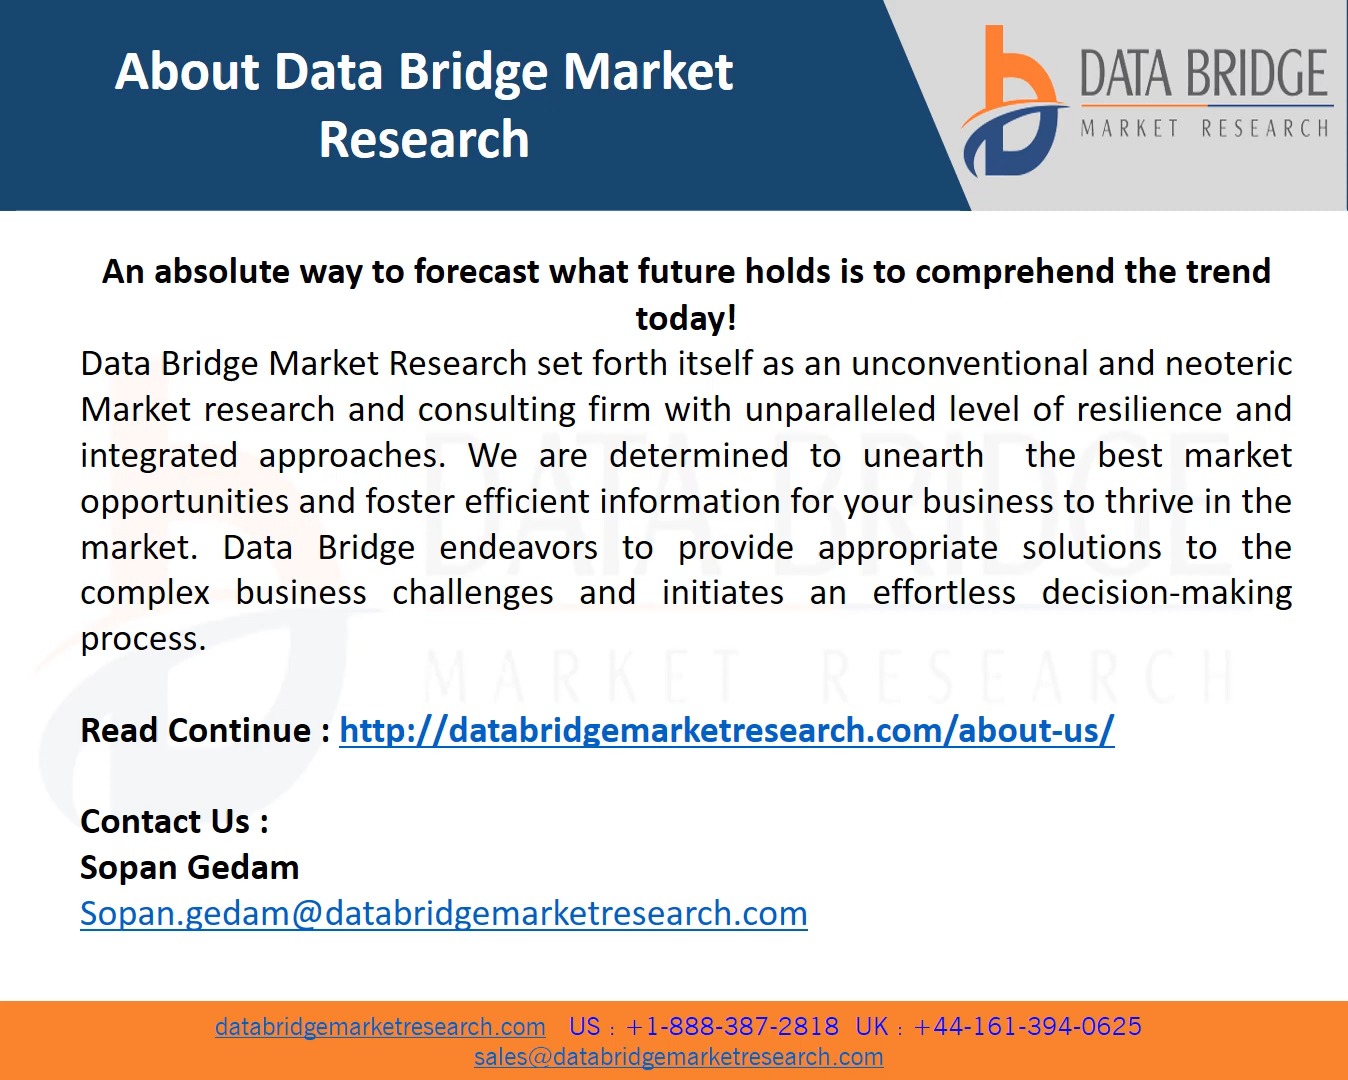 About Data Bridge Market
Research
DATA BRIDGE
MARKET RESEARCH
An absolute way to forecast what future holds is to comprehend the trend
today!
Data Bridge Market Research set forth itself as an unconventional and neoteric
Market research and consulting firm with unparalleled level of resilience and
integrated approaches. We are determined to unearth the best market
opportunities and foster efficient information for your business to thrive in the
market. Data Bridge endeavors to provide appropriate solutions to the
complex business challenges and initiates an effortless decision-making
process.
DATA BRIDGE
MARKET RESEARCH
Read Continue : http://databridgemarketresearch.com/about-us/
Contact Us :
Sopan Gedam
Sopan.gedam@databridgemarketresearch.com
databridgemarketresearch.com US : +1-888-387-2818 UK : +44-161-394-0625
sales@databridgemarketresearch.com